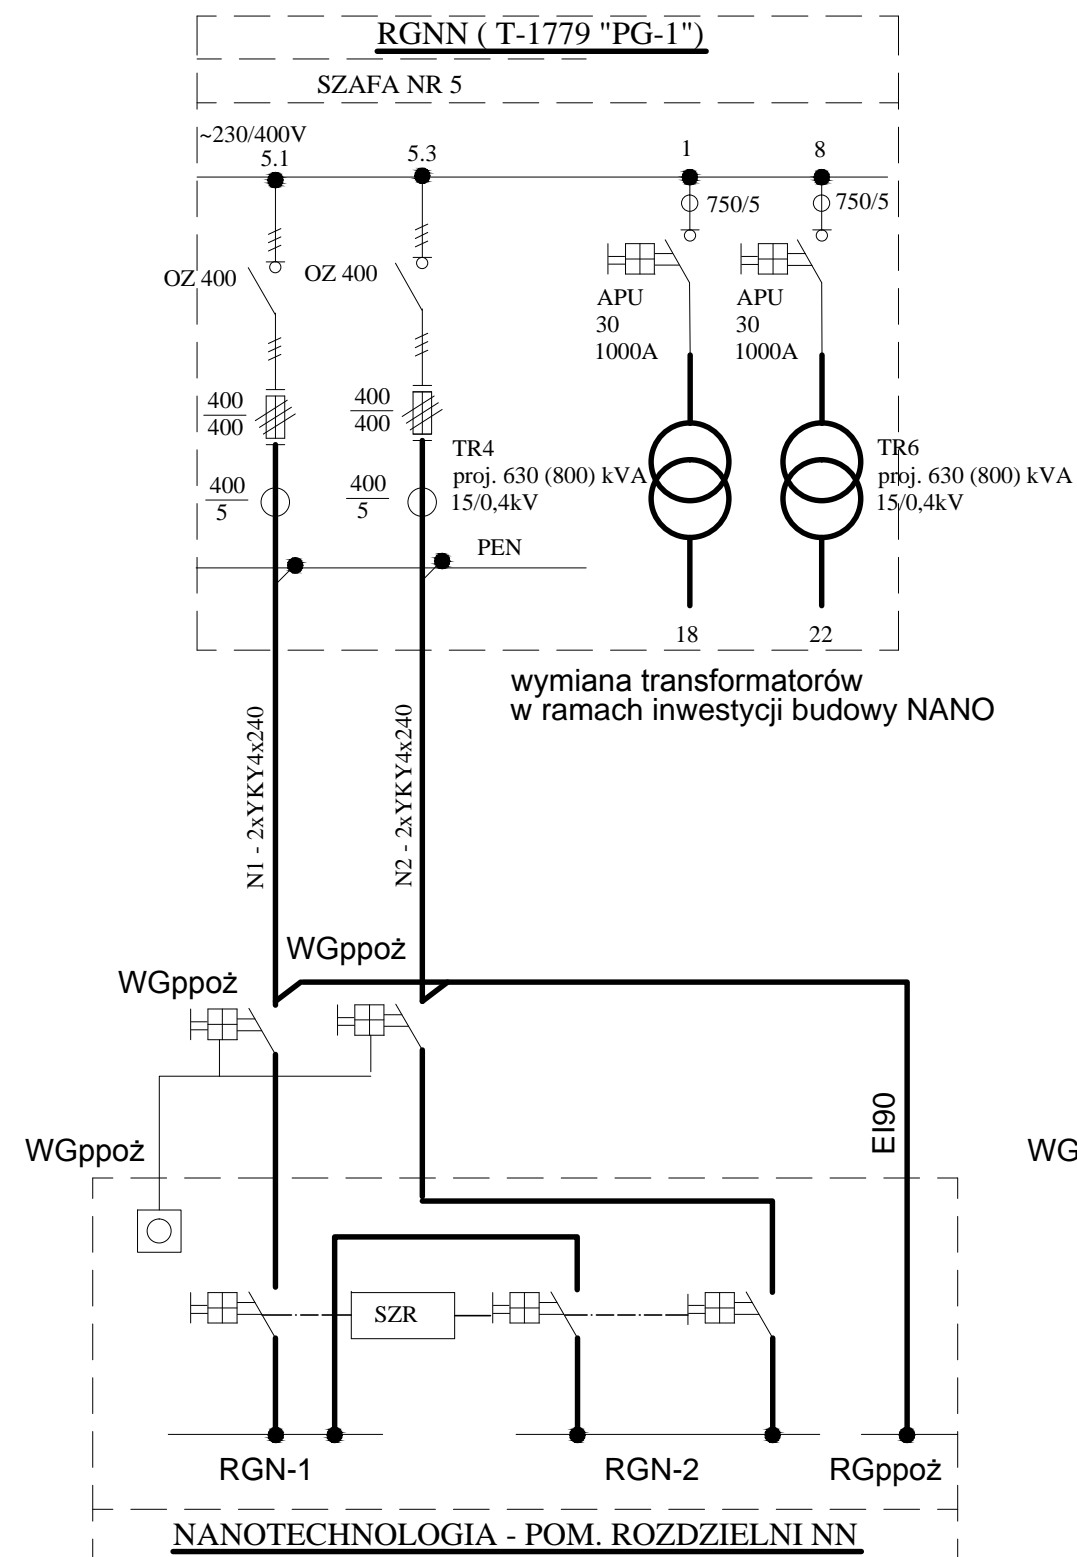 RGNN ( T-1779 "PG-1")
SZAFA NR 5
~230/400V
5.1
5.3
1
8
750/5
750/5
OZ 400
OZ 400
APU
30
1000A
APU
30
1000A
400
400
400
400
400
5
400
5
TR4
proj. 630 (800) kVA
15/0,4kV
TR6
proj. 630 (800) kVA
15/0,4kV
PEN
18
22
wymiana transformatorów
w ramach inwestycji budowy NANO
N1 - 2xYKY4x240
N2 - 2xYKY4x240
WGppoż
WGppoż
EI90
WGppoż
WG
SZR
RGN-1
RGN-2
RGppoż
NANOTECHNOLOGIA - POM. ROZDZIELNI NN